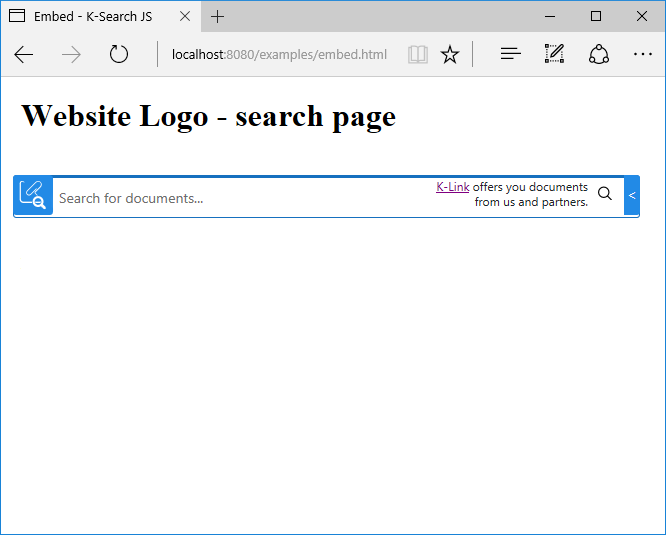 Embed - K-Search JS
localhost:8080/examples/embed.html
Website Logo - search page
Search for documents...
K-Link offers you documents
from us and partners.
<